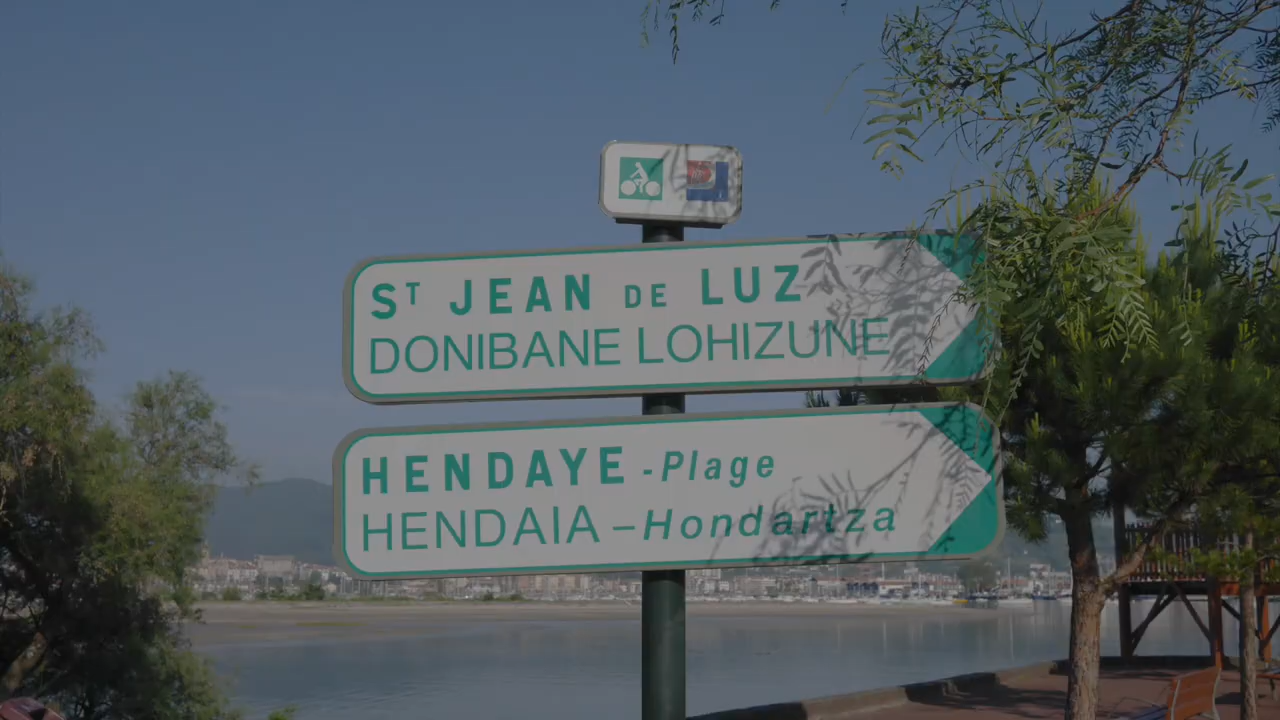 ST JEAN DE LUZ
DONIBANE LOHIZUNE
HENDAYE -Plage
HENDAIA –Hondartza